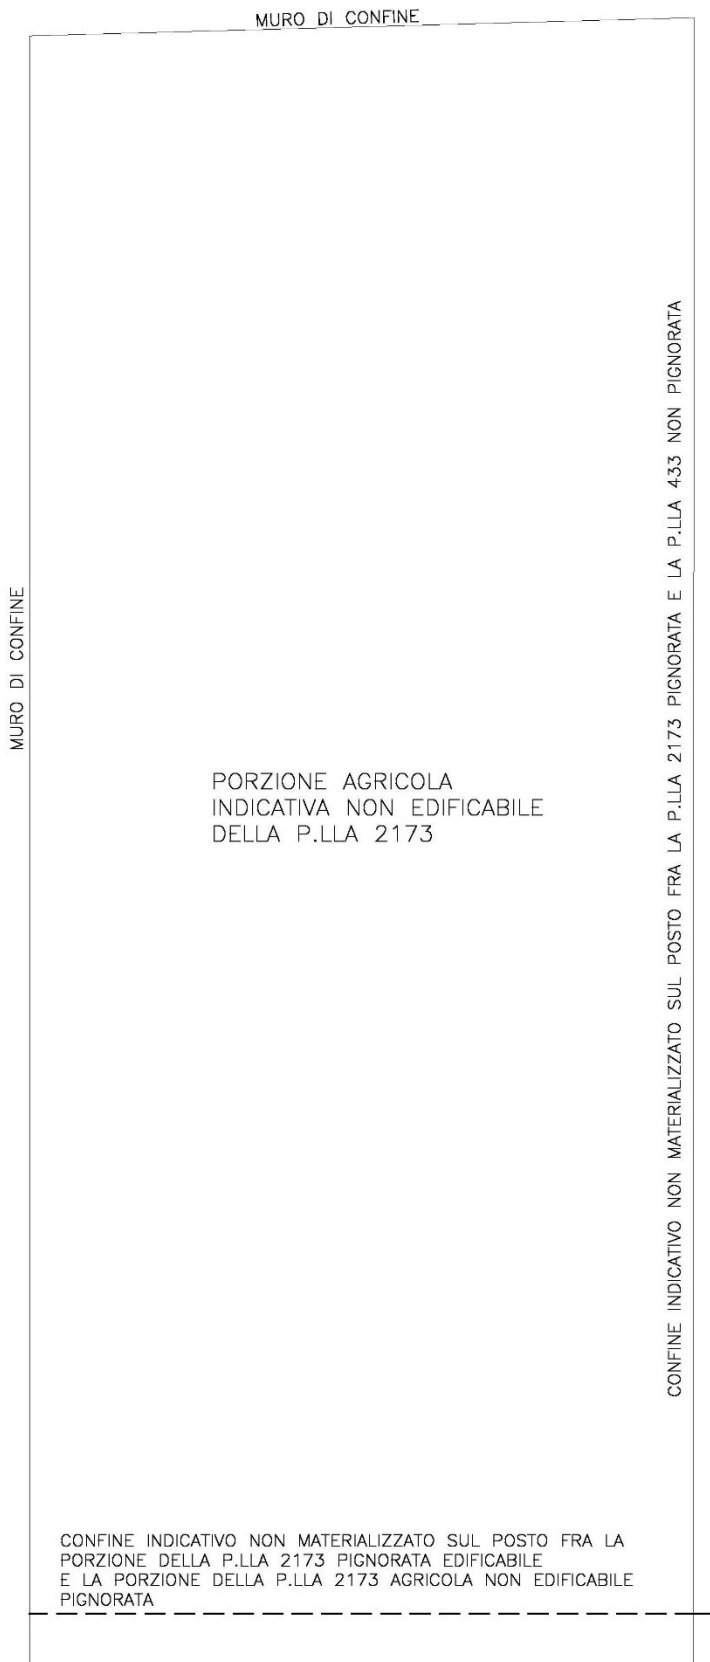 MURO DI CONFINE
MURO DI CONFINE
PORZIONE AGRICOLA
INDICATIVA NON EDIFICABILE
DELLA P.LLA 2173
CONFINE INDICATIVO NON MATERIALIZZATO SUL POSTO FRA LA P.LLA 2173 PIGNORATA E LA P.LLA 433 NON PIGNORATA
CONFINE INDICATIVO NON MATERIALIZZATO SUL POSTO FRA LA
PORZIONE DELLA P.LLA 2173 PIGNORATA EDIFICABILE
E LA PORZIONE DELLA P.LLA 2173 AGRICOLA NON EDIFICABILE
PIGNORATA